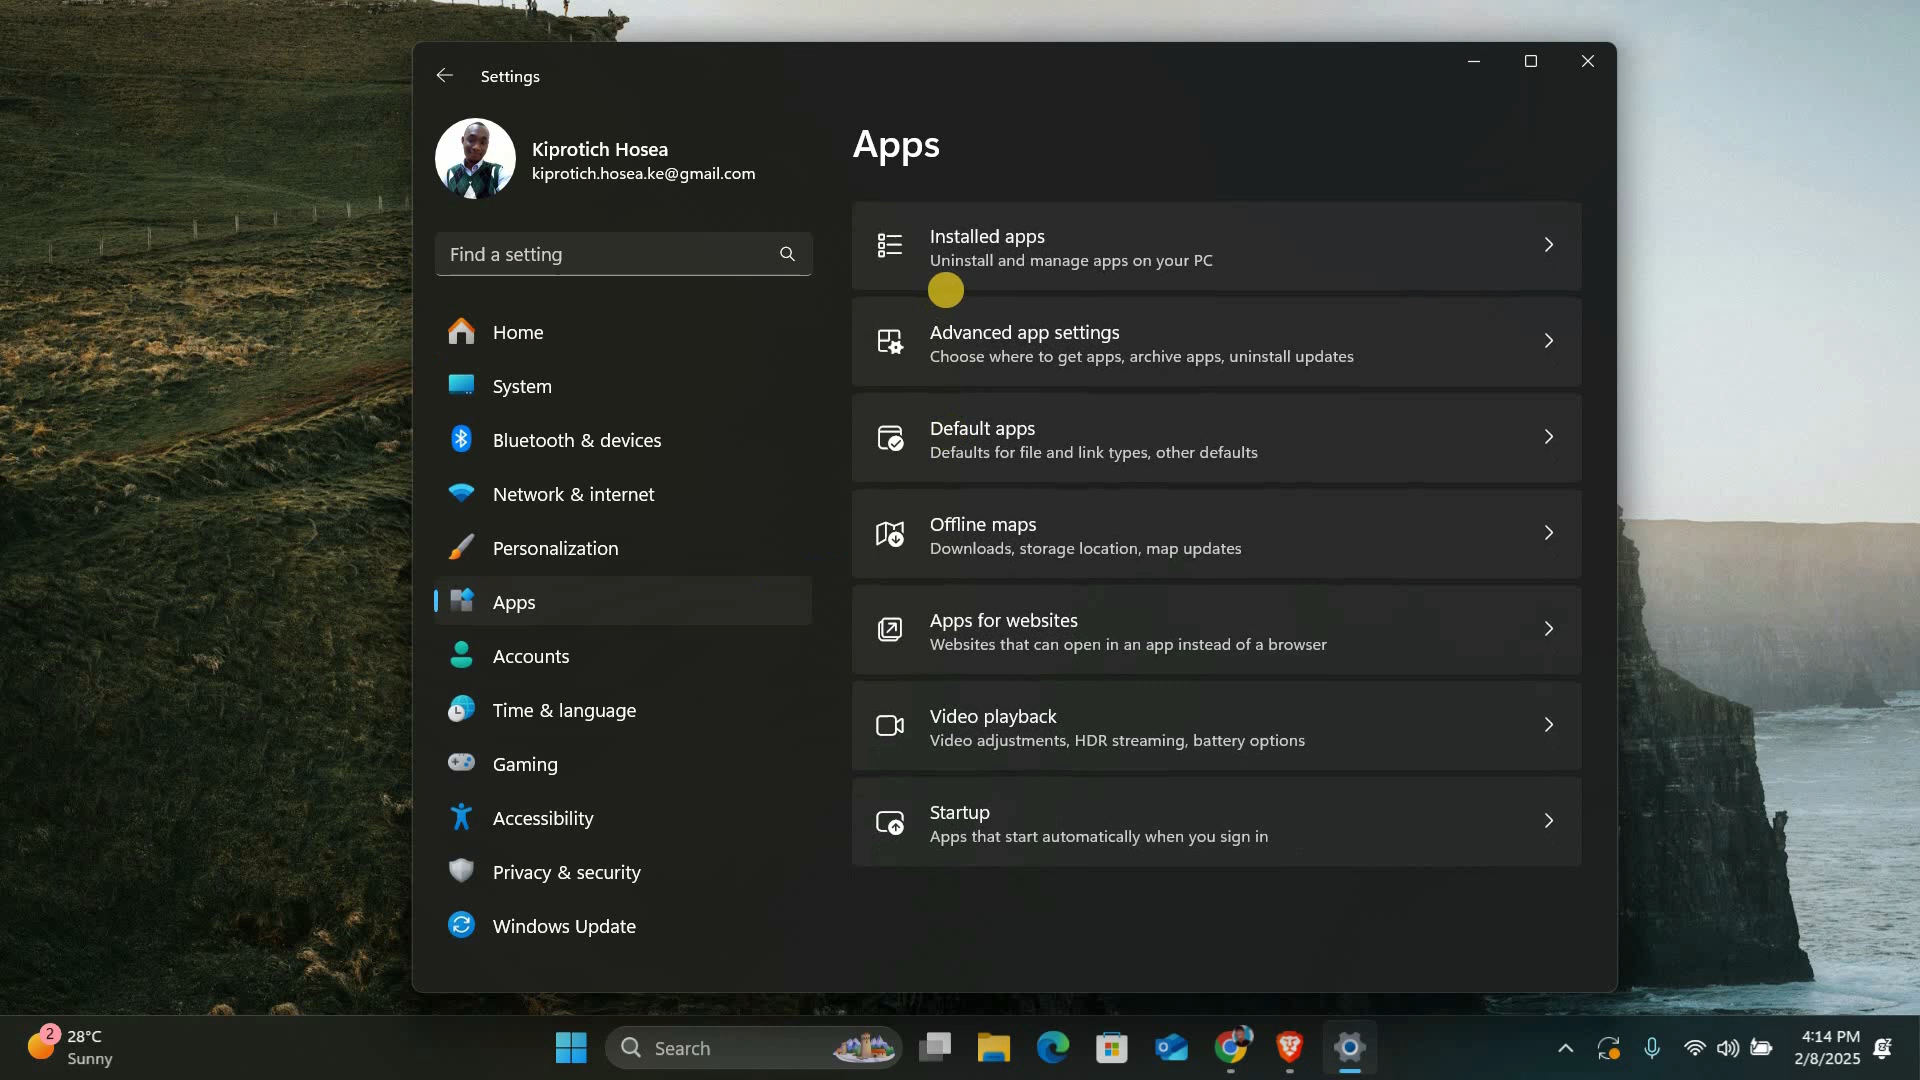 Settings
Kiprotich Hosea
kiprotich.hosea.ke@gmail.com
Find a setting
Home
System
Bluetooth & devices
Network & internet
Personalization
Apps
Accounts
Time & language
Gaming
Accessibility
Privacy & security
Windows Update
Apps
Installed apps
Uninstall and manage apps on your PC
Advanced app settings
Choose where to get apps, archive apps, uninstall updates
Default apps
Defaults for file and link types, other defaults
Offline maps
Downloads, storage location, map updates
Apps for websites
Websites that can open in an app instead of a browser
Video playback
Video adjustments, HDR streaming, battery options
Startup
Apps that start automatically when you sign in
2
28°C
Sunny
Search
4:14 PM
2/8/2025